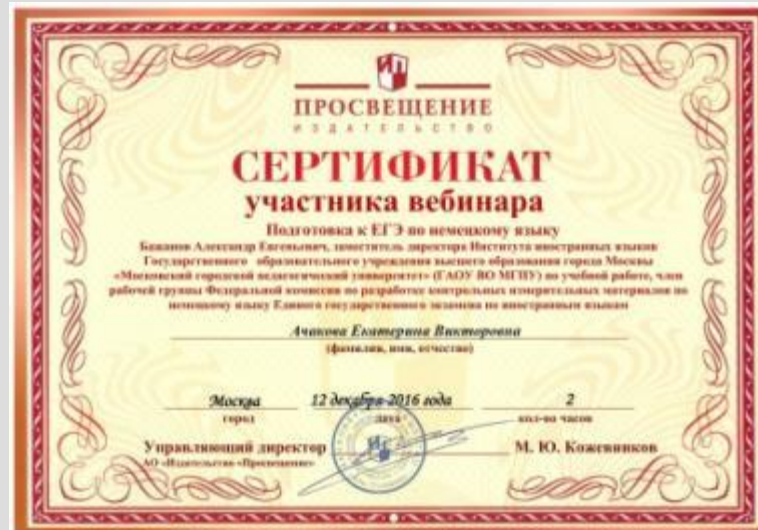 ПРОСВЕЩЕНИЕ
ИЗДАТЕЛЬСТВО
СЕРТИФИКАТ
участника вебинара
Подготовка к ЕГЭ по немецкому языку
Бажанов Александр Евгеньевич, заместитель директора Института иностранных языков
Государственного образовательного учреждения высшего образования города Москвы
«Московский городской педагогический университет» (ГАОУ ВО МГПУ) по учебной работе, член
рабочей группы Федеральной комиссии по разработке контрольных измерительных материалов по
немецкому языку Единого государственного экзамена по иностранным языкам
Ачакова Екатерина Викторовна
(фамилия, имя, отчество)
Москва 12 декабря 2016 года 2
город дата кол-во часов
Управляющий директор М. Ю. Кожевников
АО «Издательство «Просвещение»